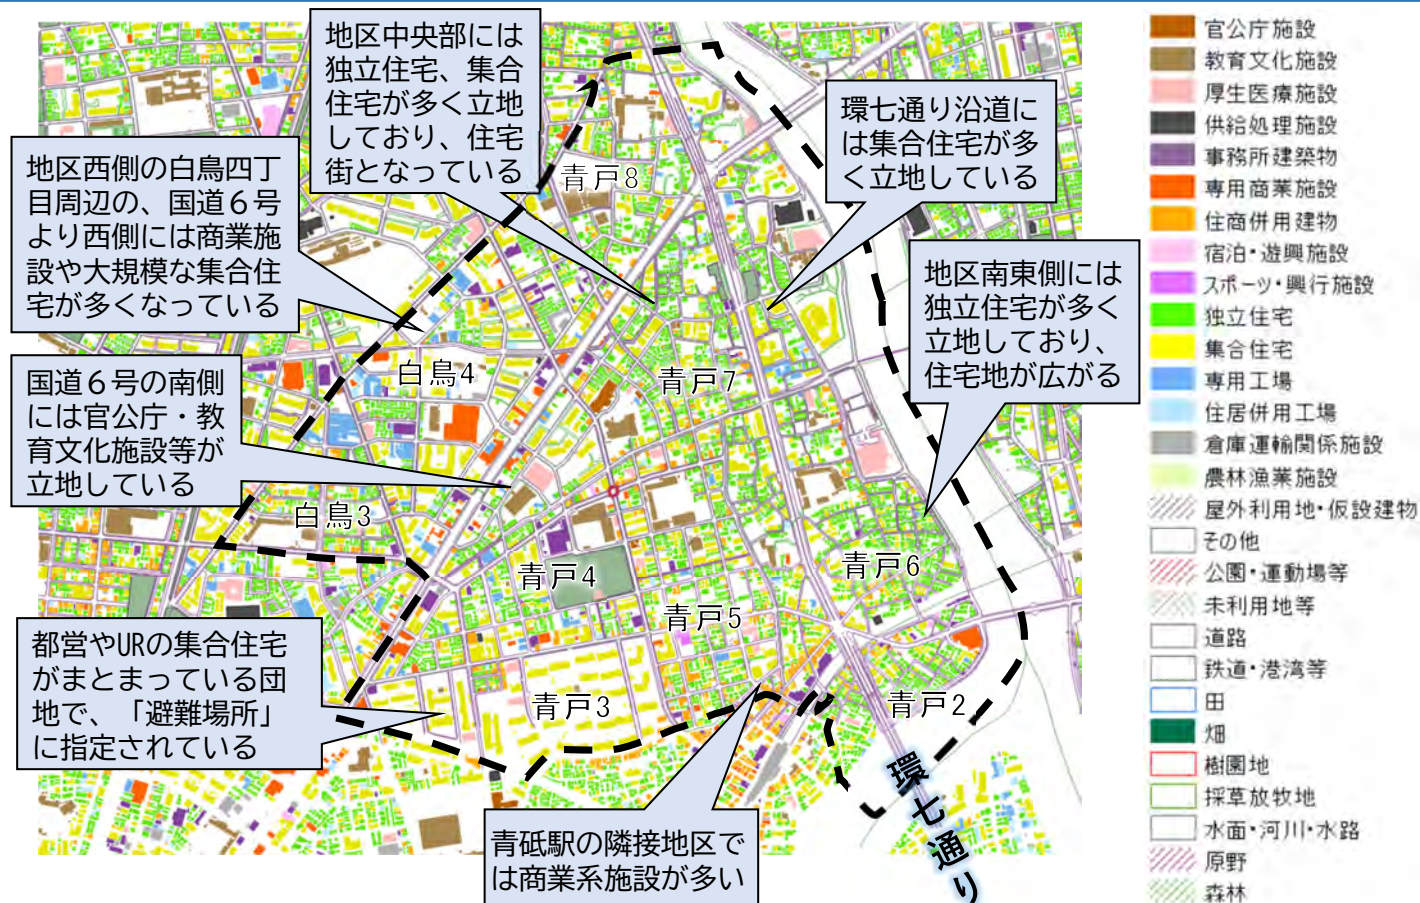 地区中央部には
独立住宅、集合
住宅が多く立地
しており、住宅
街となっている
環七通り沿道に
は集合住宅が多
く立地している
地区西側の白鳥四丁
目周辺の、国道６号
より西側には商業施
設や大規模な集合住
宅が多くなっている
地区南東側には
独立住宅が多く
立地しており、
住宅地が広がる
国道６号の南側
には官公庁・教
育文化施設等が
立地している
都営やURの集合住宅
がまとまっている団
地で、「避難場所」
に指定されている
青砥駅の隣接地区で
は商業系施設が多い
青戸8
白鳥4
青戸7
白鳥3
青戸4
青戸6
青戸5
青戸3
青戸2
環七通り
官公庁施設
教育文化施設
厚生医療施設
供給処理施設
事務所建築物
専用商業施設
住商併用建物
宿泊・遊興施設
スポーツ・興行施設
独立住宅
集合住宅
専用工場
住居併用工場
倉庫運輸関係施設
農林漁業施設
屋外利用地・仮設建物
その他
公園・運動場等
未利用地等
道路
鉄道・港湾等
田
畑
樹園地
採草放牧地
水面・河川・水路
原野
森林